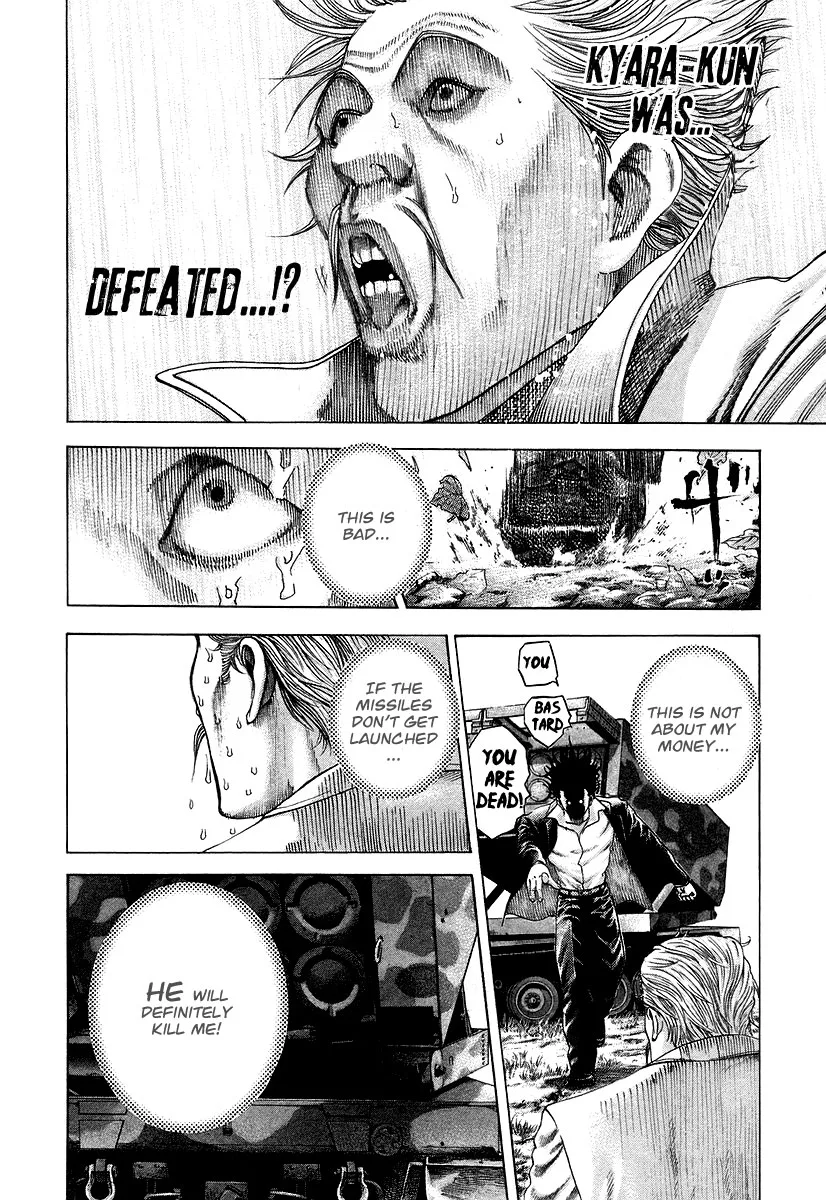 KYARA-KUN
WAS...
DEFEATED....!?
ザ
THIS IS
BAD...
YOU
BAS
TARD
YOU
ARE
DEAD!
THIS IS NOT
ABOUT MY
MONEY...
IF THE
MISSILES
DON'T GET
LAUNCHED
...
HE WILL
DEFINITELY
KILL ME!